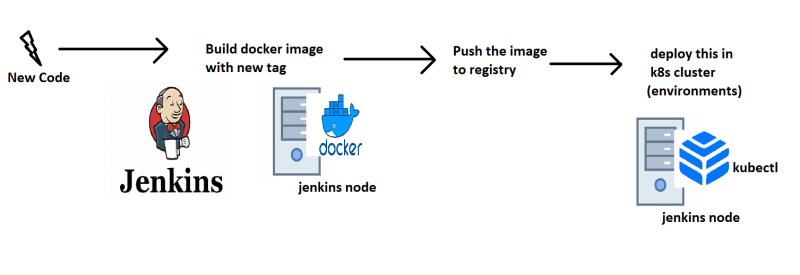 New Code
Build docker image
with new tag
Push the image
to registry
deploy this in
k8s cluster
(environments)
Jenkins
docker
jenkins node
kubectl
jenkins node